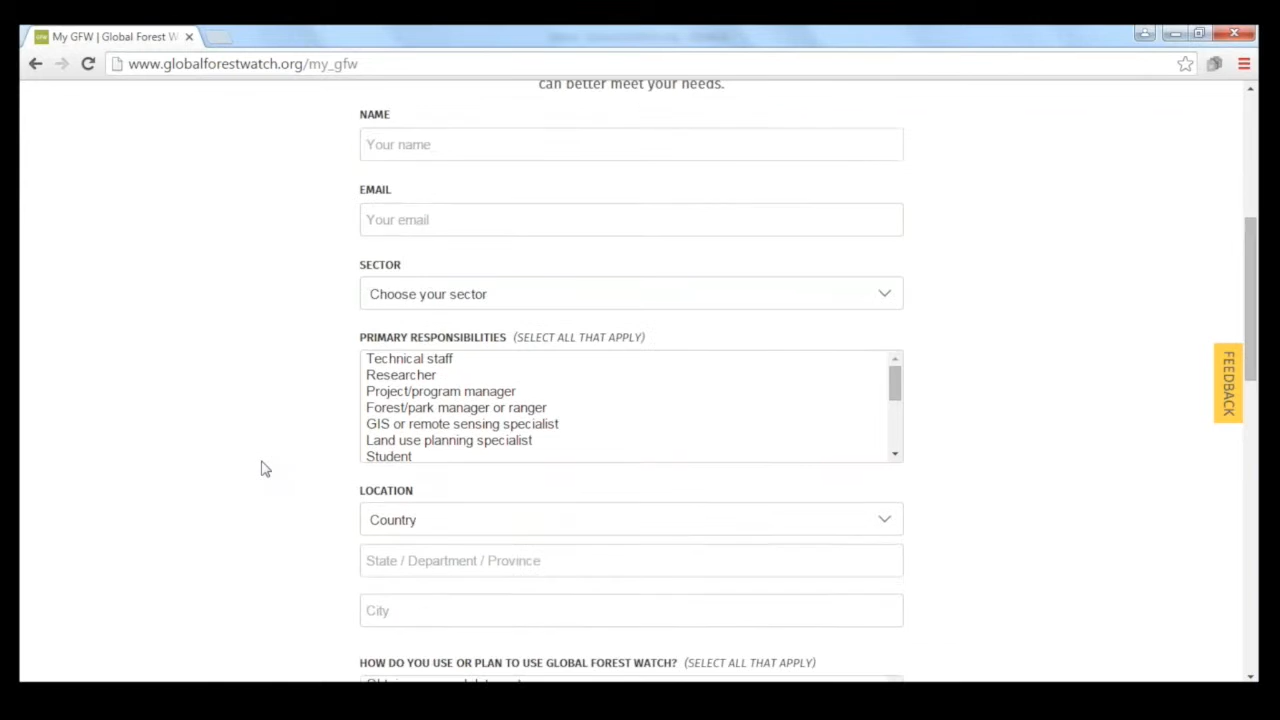 My GFW | Global Forest W
www.globalforestwatch.org/my_gfw
can better meet your needs.
NAME
Your name
EMAIL
Your email
SECTOR
Choose your sector
PRIMARY RESPONSIBILITIES (SELECT ALL THAT APPLY)
Technical staff
Researcher
Project/program manager
Forest/park manager or ranger
GIS or remote sensing specialist
Land use planning specialist
Student
FEEDBACK
LOCATION
Country
State / Department / Province
City
HOW DO YOU USE OR PLAN TO USE GLOBAL FOREST WATCH? (SELECT ALL THAT APPLY)